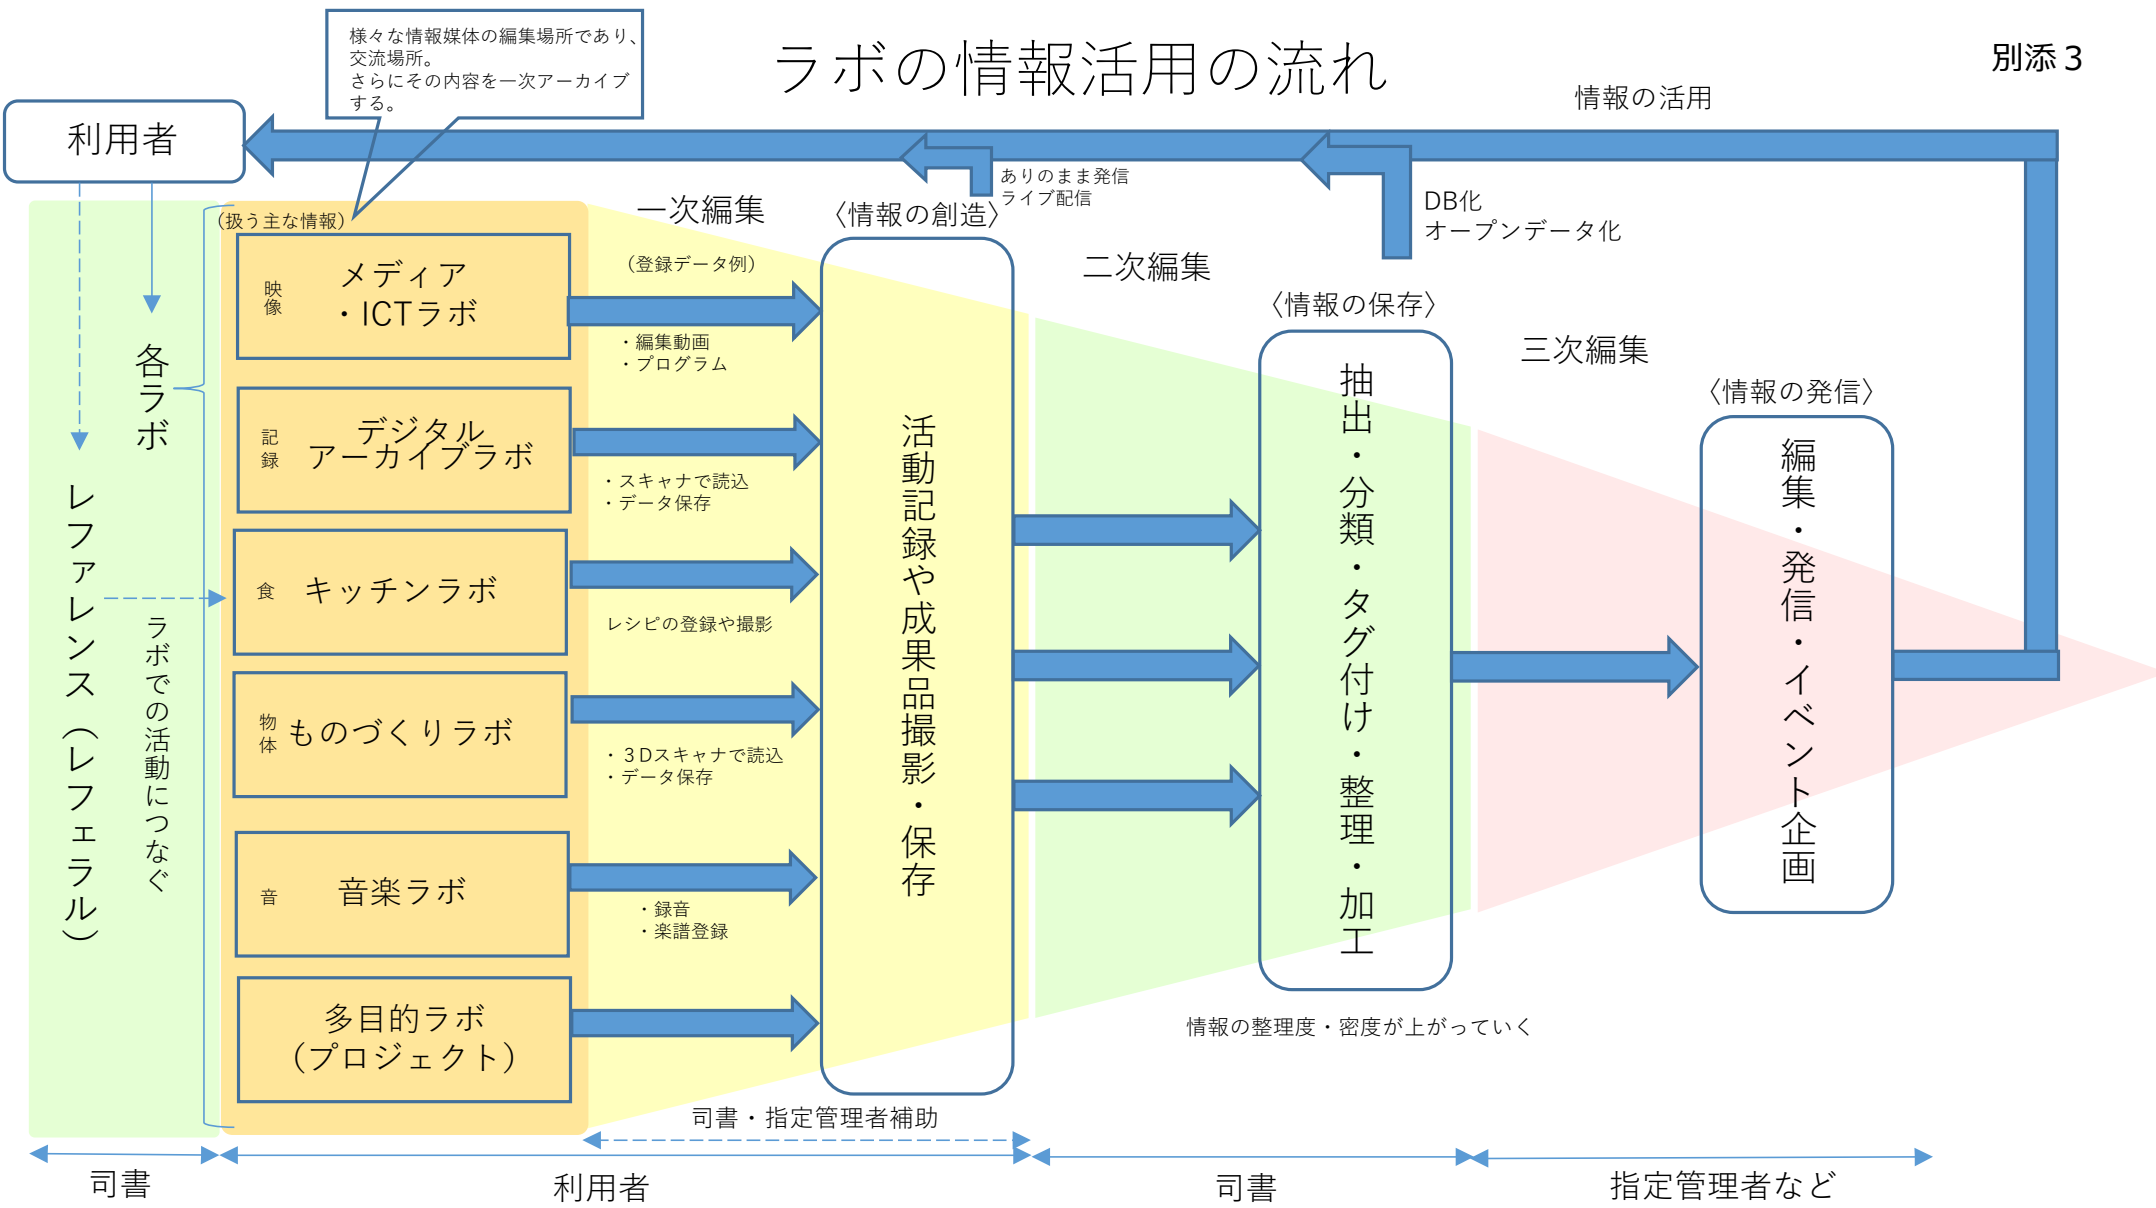 様々な情報媒体の編集場所であり、
交流場所。
さらにその内容を一次アーカイブ
する。
ラボの情報活用の流れ
別添３
情報の活用
利用者
ありのまま発信
ライブ配信
DB化
オープンデータ化
（扱う主な情報）
一次編集
〈情報の創造〉
二次編集
〈情報の保存〉
三次編集
〈情報の発信〉
各ラボ
レファレンス（レフェラル）
ラボでの活動につなぐ
映像
メディア
・ICTラボ
（登録データ例）
・編集動画
・プログラム
記録
デジタル
アーカイブラボ
・スキャナで読込
・データ保存
食
キッチンラボ
レシピの登録や撮影
物体
ものづくりラボ
・３Dスキャナで読込
・データ保存
音
音楽ラボ
・録音
・楽譜登録
多目的ラボ
（プロジェクト）
活動記録や成果品撮影・保存
抽出・分類・タグ付け・整理・加工
編集・発信・イベント企画
情報の整理度・密度が上がっていく
司書・指定管理者補助
司書
利用者
司書
指定管理者など